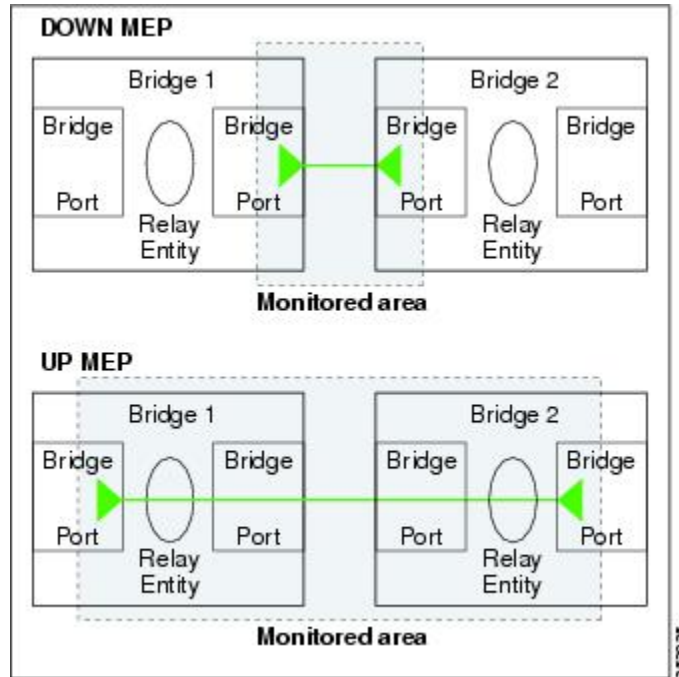 DOWN MEP
Bridge 1
Bridge 2
Bridge Bridge Bridge Bridge
Port Port Port Port
Relay Relay
Entity Entity
Monitored area
UP MEP
Bridge 1
Bridge 2
Bridge Bridge Bridge Bridge
Port Port Port Port
Relay Relay
Entity Entity
Monitored area